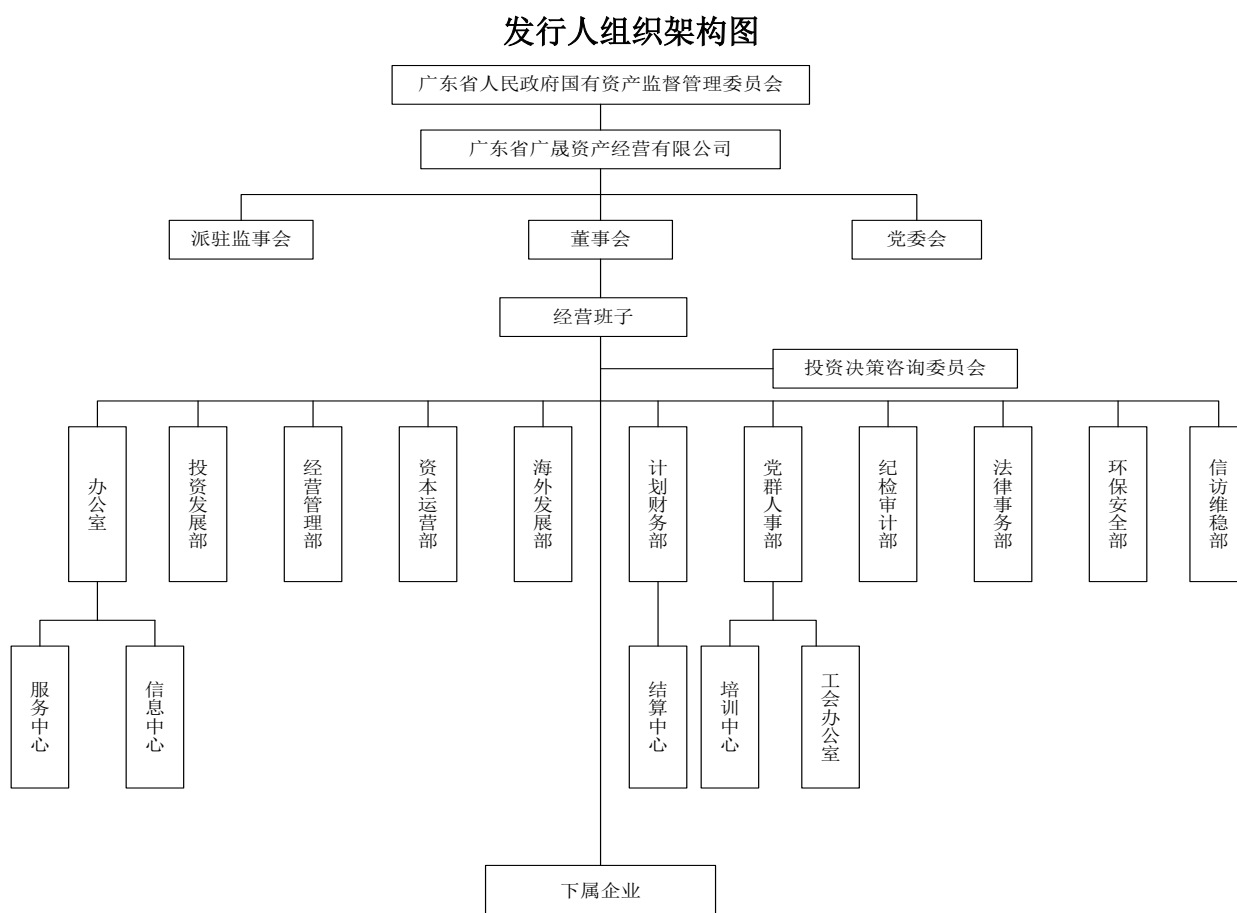 发行人组织架构图
广东省人民政府国有资产监督管理委员会
广东省广晟资产经营有限公司
派驻监事会
董事会
党委会
经营班子
投资决策咨询委员会
办公室
投资发展部
经营管理部
资本运营部
海外发展部
计划财务部
党群人事部
纪检审计部
法律事务部
环保安全部
信访维稳部
服务中心
信息中心
结算中心
培训中心
工会办公室
下属企业